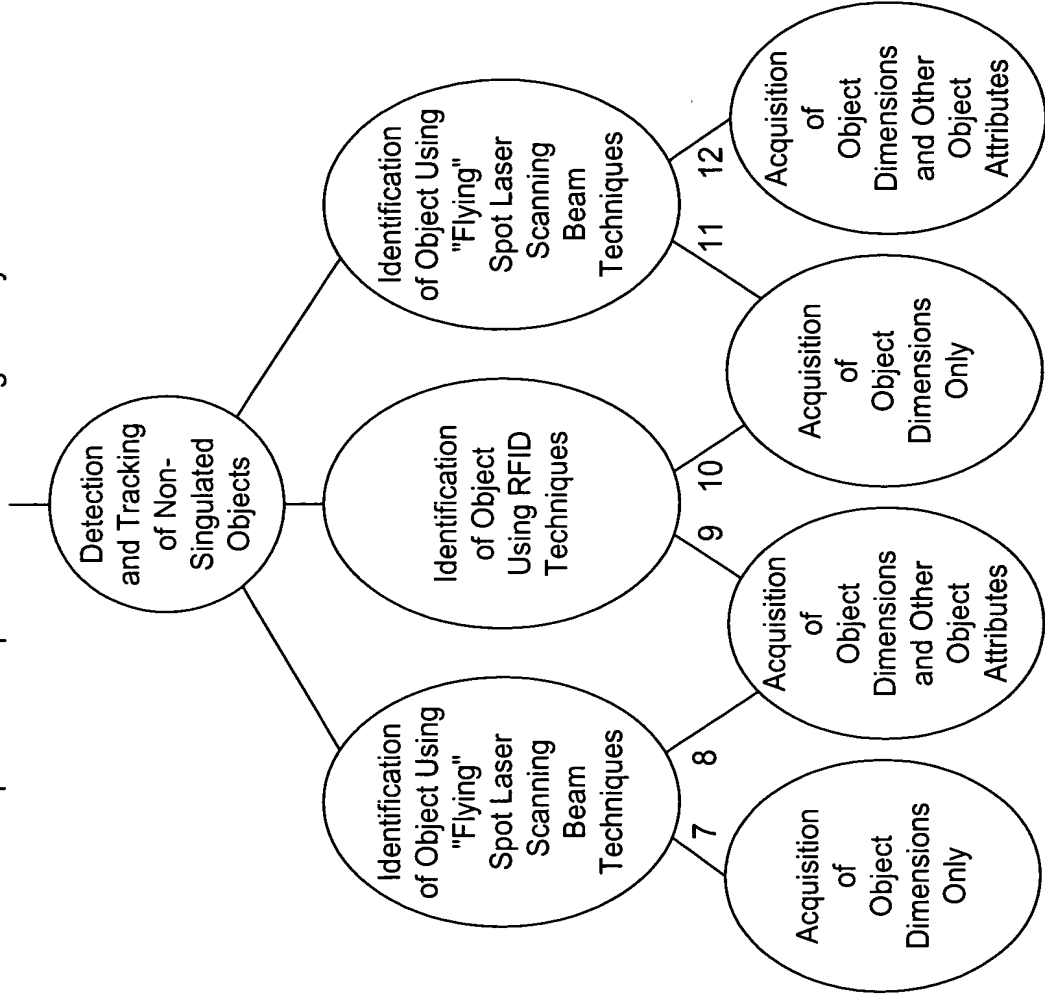 Detection
and Tracking
of Non-
Singulated
Objects
Identification
of Object Using
"Flying"
Spot Laser
Scanning
Beam
Techniques
Identification
of Object
Using RFID
Techniques
Identification
of Object Using
"Flying"
Spot Laser
Scanning
Beam
Techniques
7
8
9
10
11
12
Acquisition
of
Object
Dimensions
Only
Acquisition
of
Object
Dimensions
and Other
Object
Attributes
Acquisition
of
Object
Dimensions
Only
Acquisition
of
Object
Dimensions
and Other
Object
Attributes